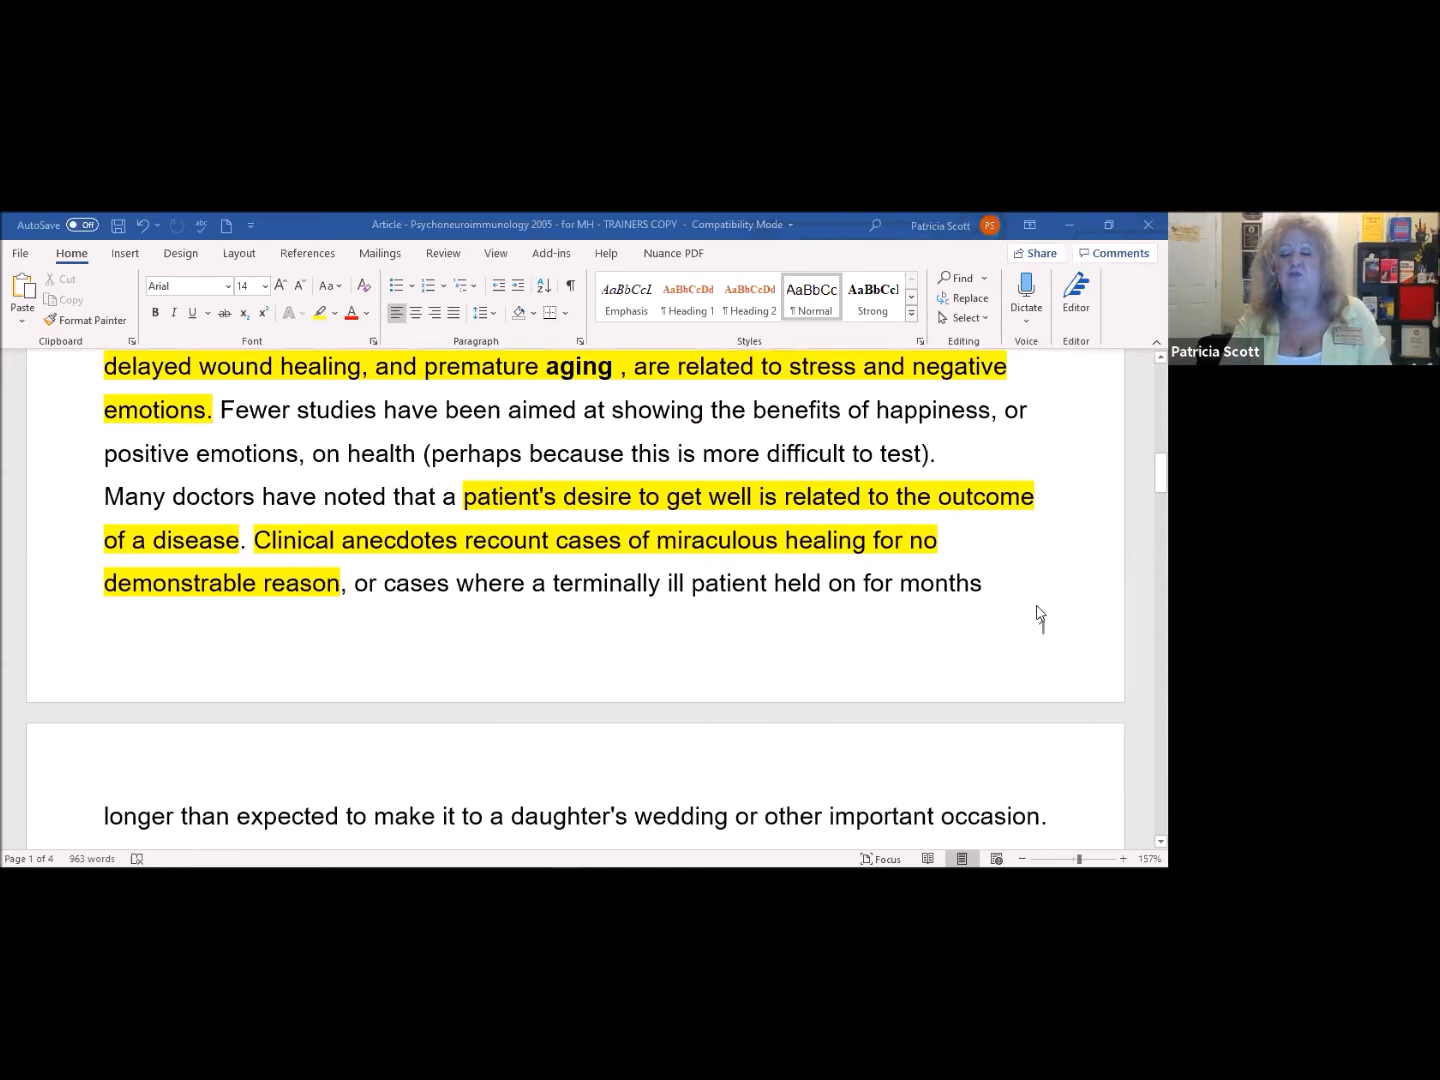 AutoSave Off
Article - Psychoneuroimmunology 2005 - for MH - TRAINERS COPY - Compatibility Mode
Patricia Scott PS
File Home Insert Design Layout References Mailings Review View Add-ins Help Nuance PDF
Share Comments
Paste
Cut
Copy
Format Painter
Clipboard
Arial 14
Font
Paragraph
AaBbCcL AaBbCcDd AaBbCcDd AaBbCc AaBbCcl
Emphasis ¶ Heading 1 ¶ Heading 2 ¶ Normal Strong
Styles
Find
Replace
Select
Editing
Dictate
Voice
Editor
Editor
Patricia Scott
delayed wound healing, and premature aging , are related to stress and negative
emotions. Fewer studies have been aimed at showing the benefits of happiness, or
positive emotions, on health (perhaps because this is more difficult to test).
Many doctors have noted that a patient's desire to get well is related to the outcome
of a disease. Clinical anecdotes recount cases of miraculous healing for no
demonstrable reason, or cases where a terminally ill patient held on for months
longer than expected to make it to a daughter's wedding or other important occasion.
Page 1 of 4 963 words
Focus
157%